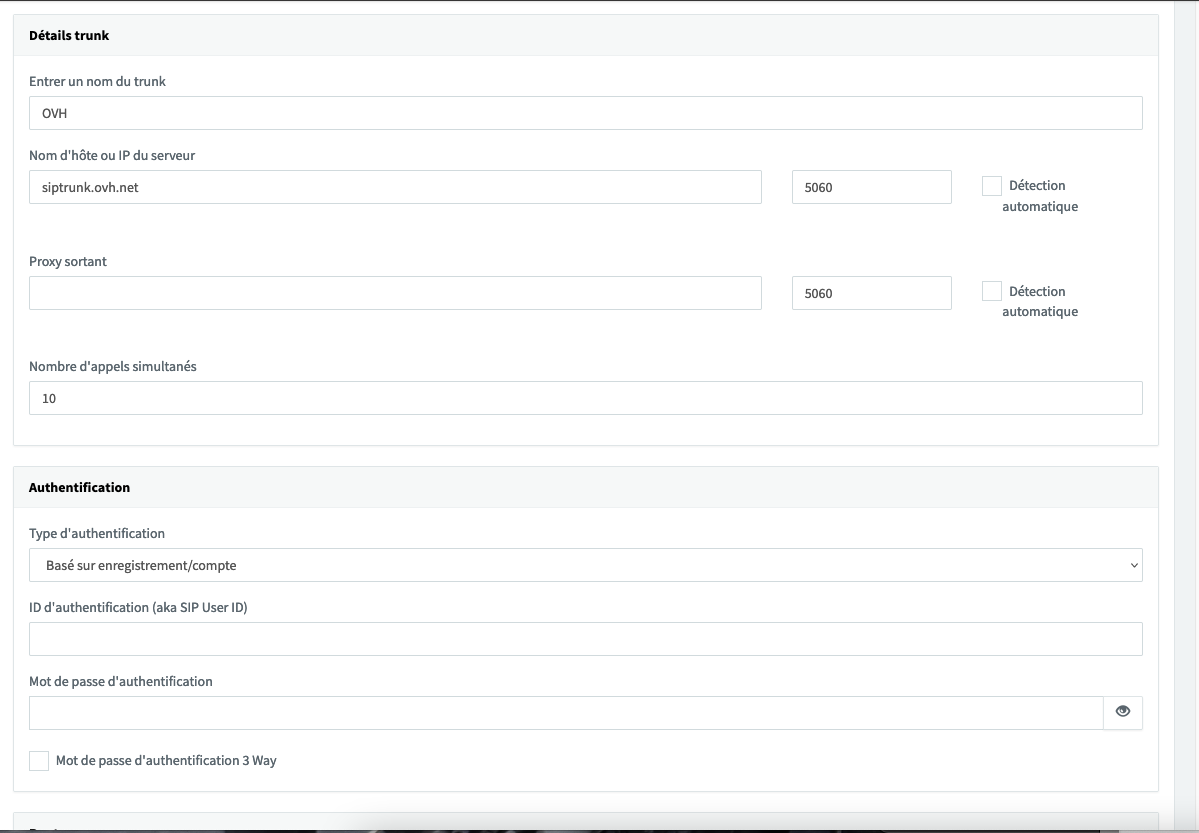 Détails trunk
Entrer un nom du trunk
OVH
Nom d'hôte ou IP du serveur
siptrunk.ovh.net
5060
Détection
automatique
Proxy sortant
5060
Détection
automatique
Nombre d'appels simultanés
10
Authentification
Type d'authentification
Basé sur enregistrement/compte
ID d'authentification (aka SIP User ID)
Mot de passe d'authentification
Mot de passe d'authentification 3 Way